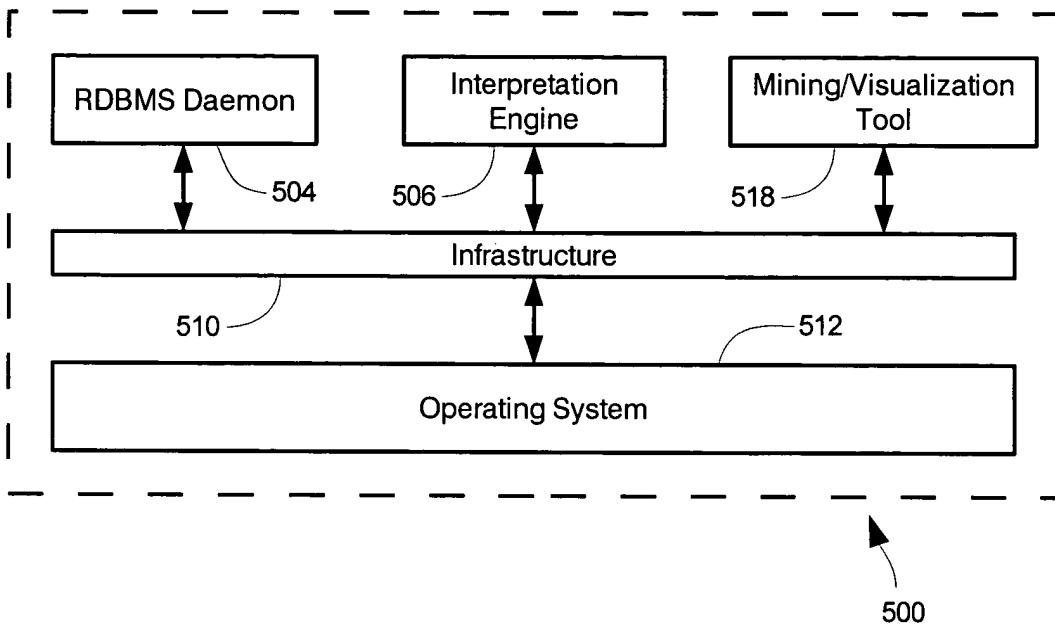 RDBMS Daemon
Interpretation
Engine
Mining/Visualization
Tool
504
506
518
Infrastructure
510
512
Operating System
500